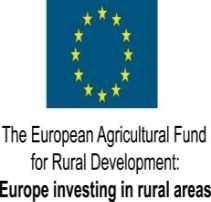 The European Agricultural Fund
for Rural Development:
Europe investing in rural areas